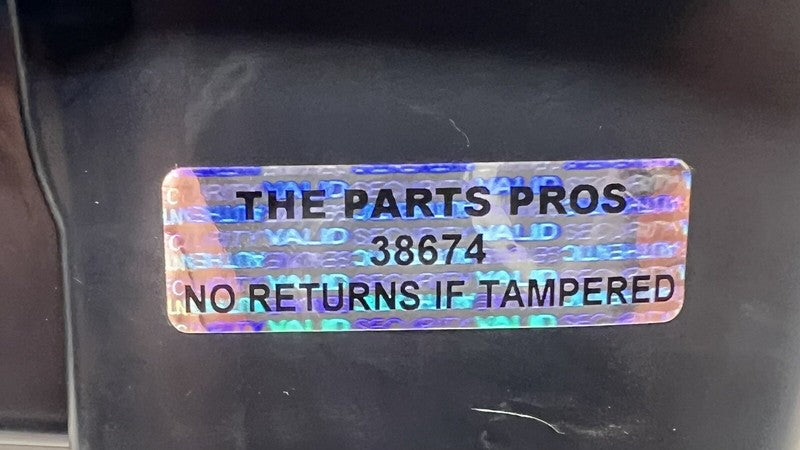 THE PARTS PROS
38674
NO RETURNS IF TAMPERED